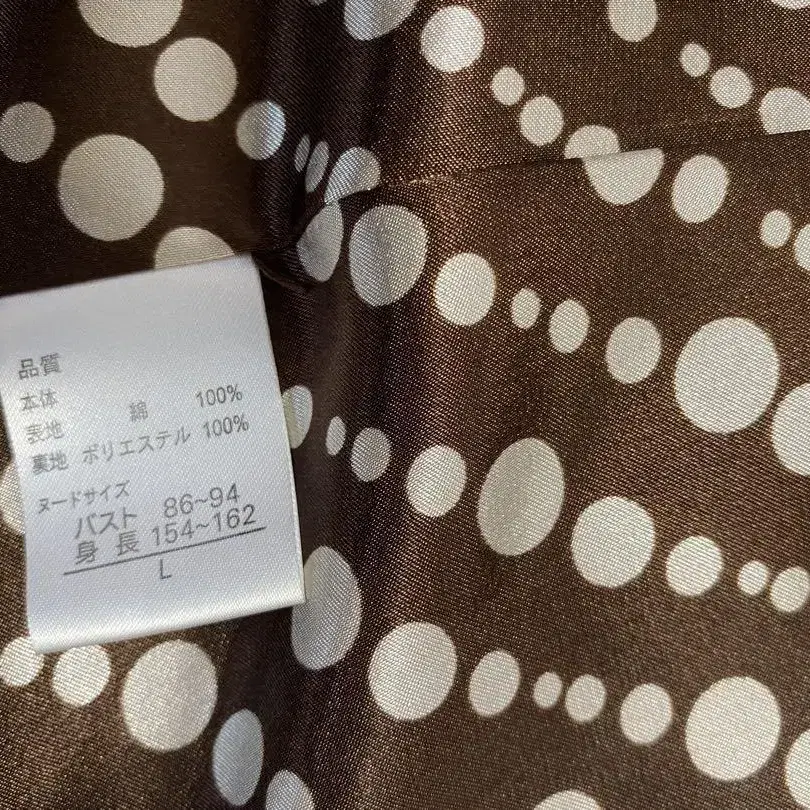 品質
本体
表地 綿 100%
裏地 ポリエステル 100%
ヌードサイズ
バスト 86~94
身長 154~162
L